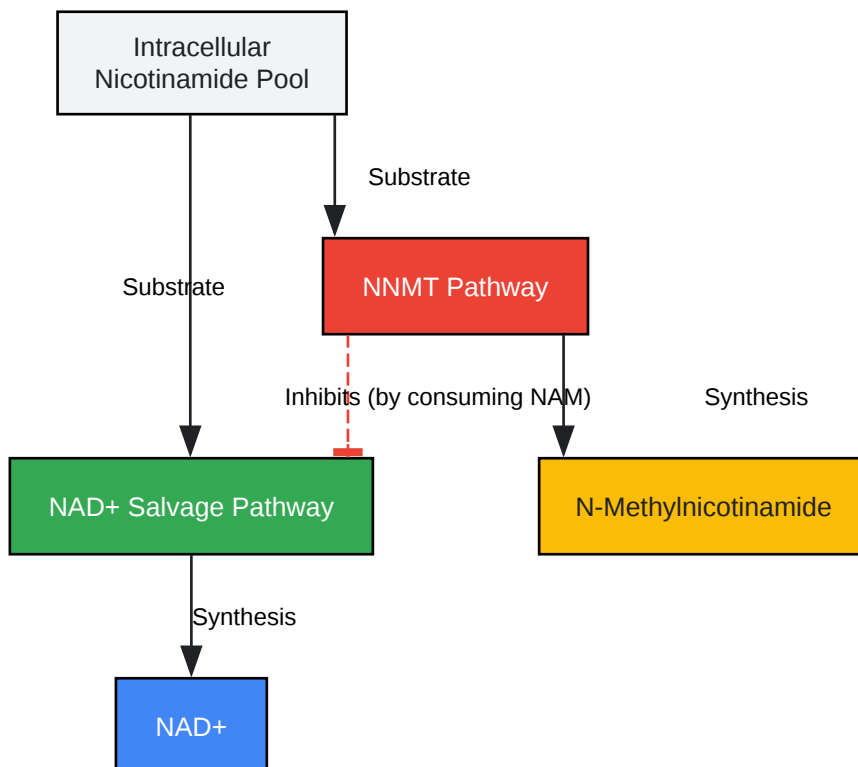 Intracellular
Nicotinamide Pool
Substrate
Substrate
NNMT Pathway
Inhibits (by consuming NAM)
Synthesis
NAD+ Salvage Pathway
N-Methylnicotinamide
Synthesis
NAD+